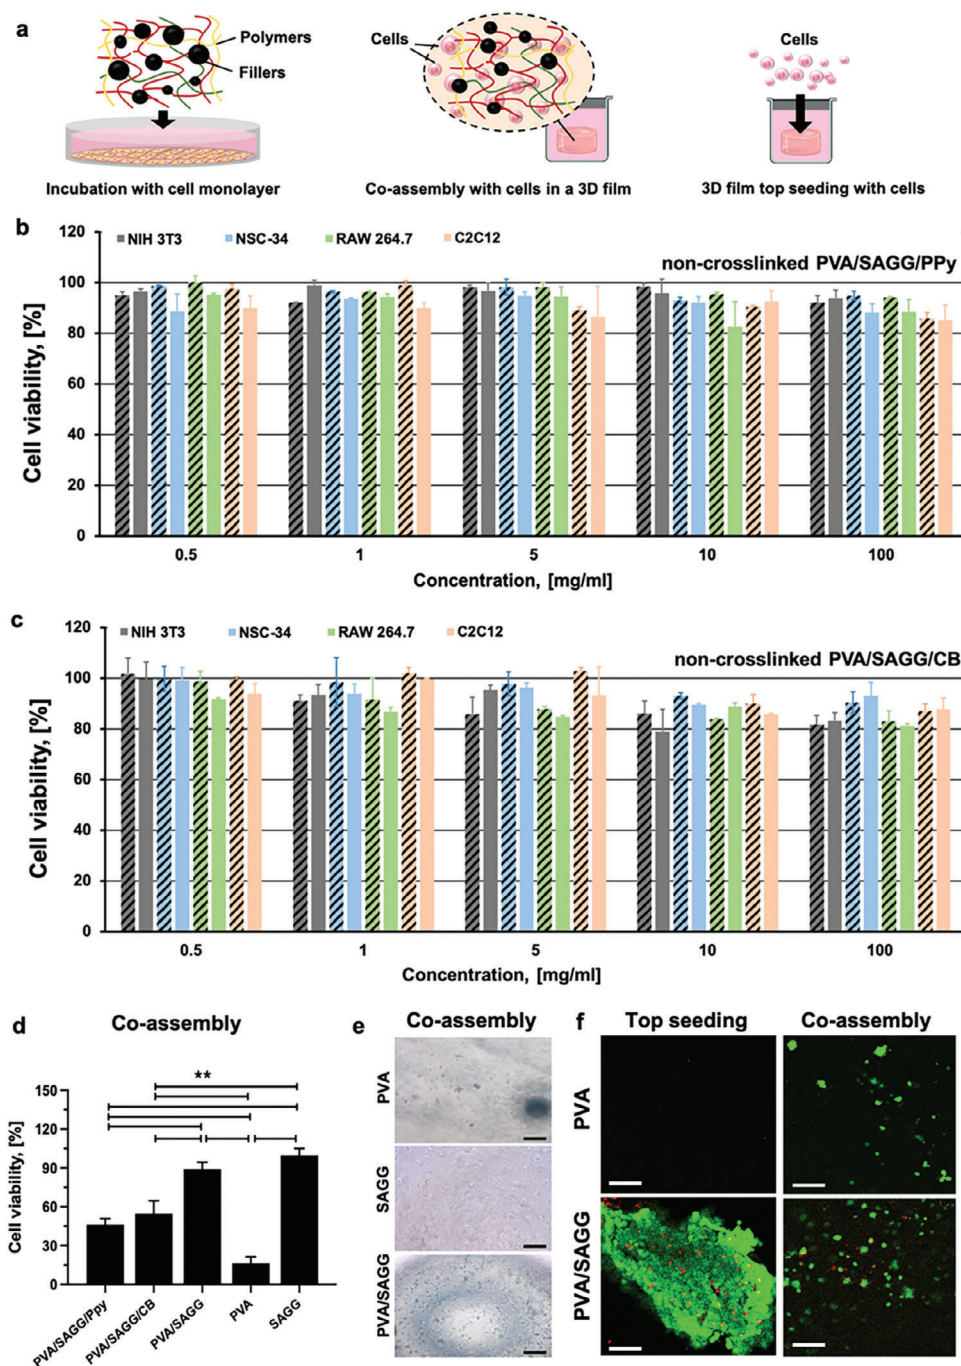 a
Polymers
Fillers
Incubation with cell monolayer
Cells
Co-assembly with cells in a 3D film
Cells
3D film top seeding with cells
b
120
100
80
60
40
20
0
Cell viability, [%]
NIH 3T3
NSC-34
RAW 264.7
C2C12
non-crosslinked PVA/SAGG/PPy
0.5
1
5
10
100
Concentration, [mg/ml]
c
120
100
80
60
40
20
0
Cell viability, [%]
NIH 3T3
NSC-34
RAW 264.7
C2C12
non-crosslinked PVA/SAGG/CB
0.5
1
5
10
100
Concentration, [mg/ml]
d
Co-assembly
**
150
120
90
60
30
0
Cell viability, [%]
PVA/SAGG/Ppy
PVA/SAGG/CB
PVA/SAGG
PVA
SAGG
e
Co-assembly
PVA
SAGG
PVA/SAGG
f
Top seeding
Co-assembly
PVA
PVA/SAGG